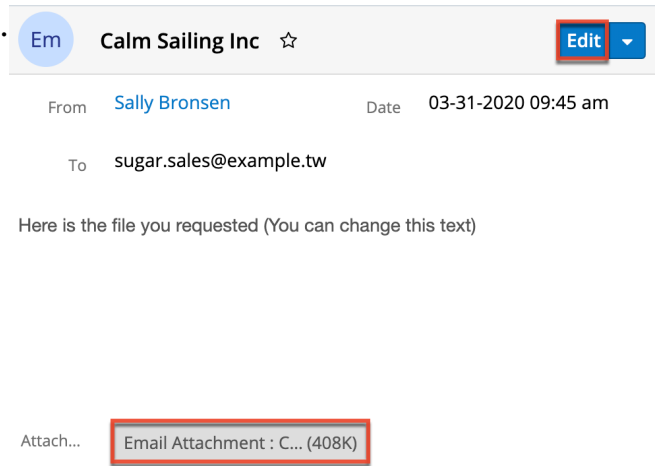 Em Calm Sailing Inc Edit
From Sally Bronsen Date 03-31-2020 09:45 am
To sugar.sales@example.tw
Here is the file you requested (You can change this text)
Attach... Email Attachment : C... (408K)